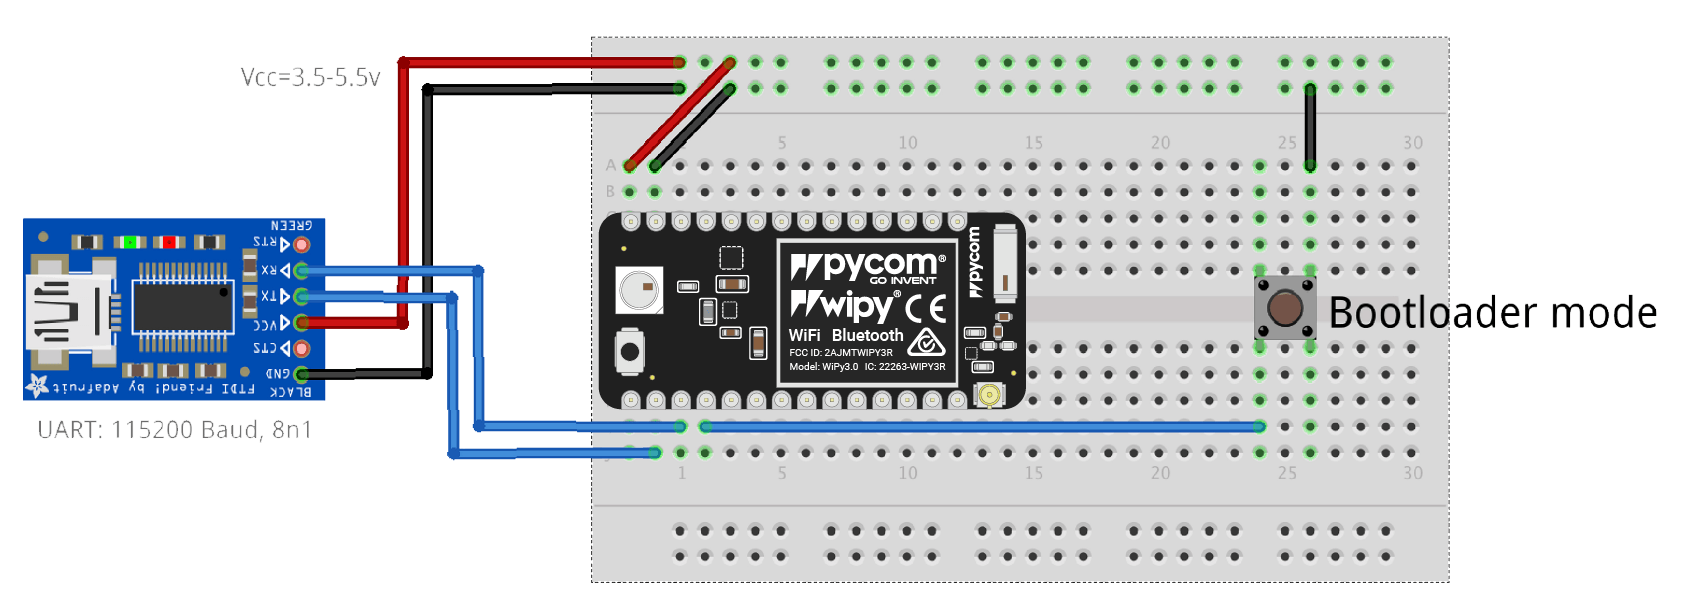 Vcc=3.5-5.5v
GREEN
RTS
RX
TX
VCC
CTS
GND
BLACK
FTDI Friend! by Adafruit
UART: 115200 Baud, 8n1
5 10 15 20 25 30
A
B
pycom®
GO INVENT
wipy® CE
WiFi Bluetooth
FCC ID: 2AJMTWIPY3R
Model: WiPy3.0 IC: 22263-WIPY3R
pycom
Bootloader mode
1 5 10 15 20 25 30